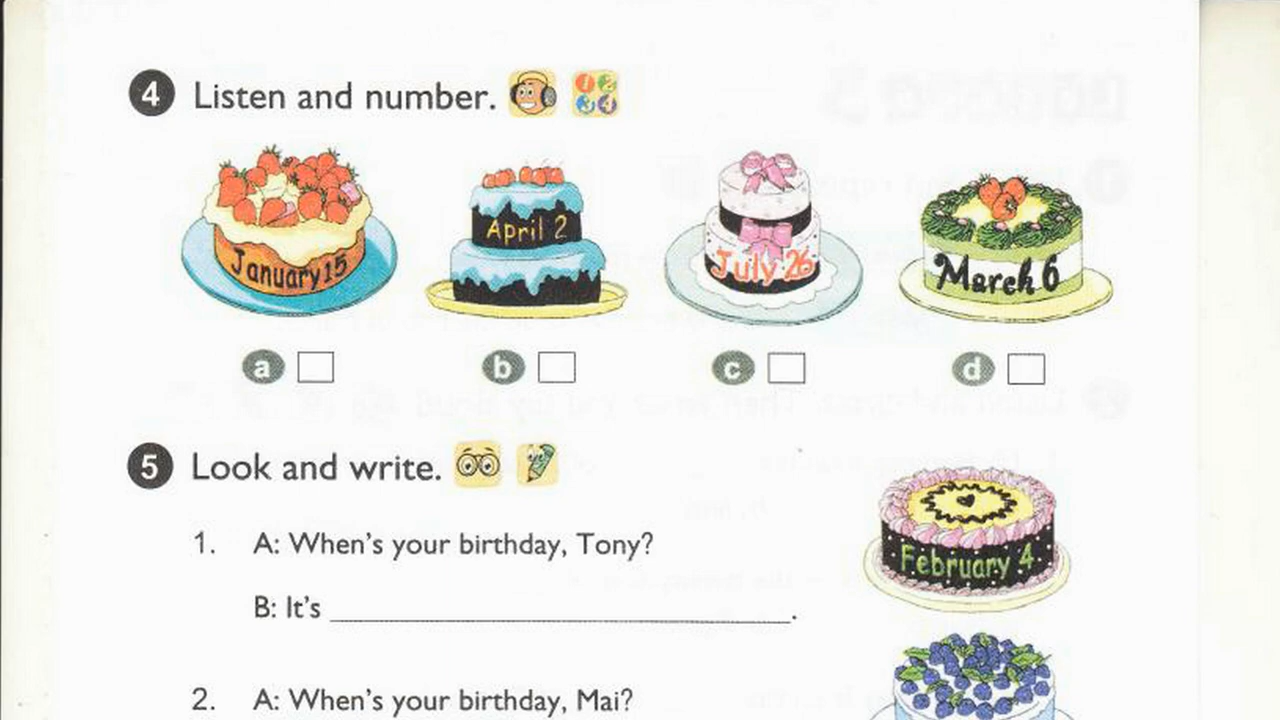 4 Listen and number.
January 15
April 2
July 26
March 6
a
b
c
d
5 Look and write.
1. A: When's your birthday, Tony?
February 4
B: It's ____________________.
2. A: When's your birthday, Mai?